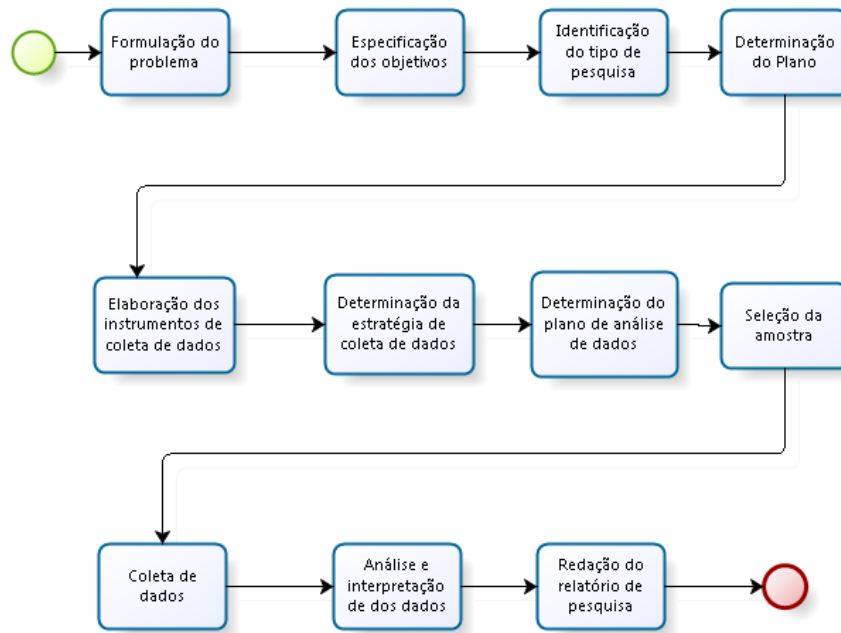 Formulação do
problema
Especificação
dos objetivos
Identificação
do tipo de
pesquisa
Determinação
do Plano
Elaboração dos
instrumentos de
coleta de dados
Determinação da
estratégia de
coleta de dados
Determinação do
plano de análise
de dados
Seleção da
amostra
Coleta de
dados
Análise e
interpretação
de dos dados
Redação do
relatório de
pesquisa